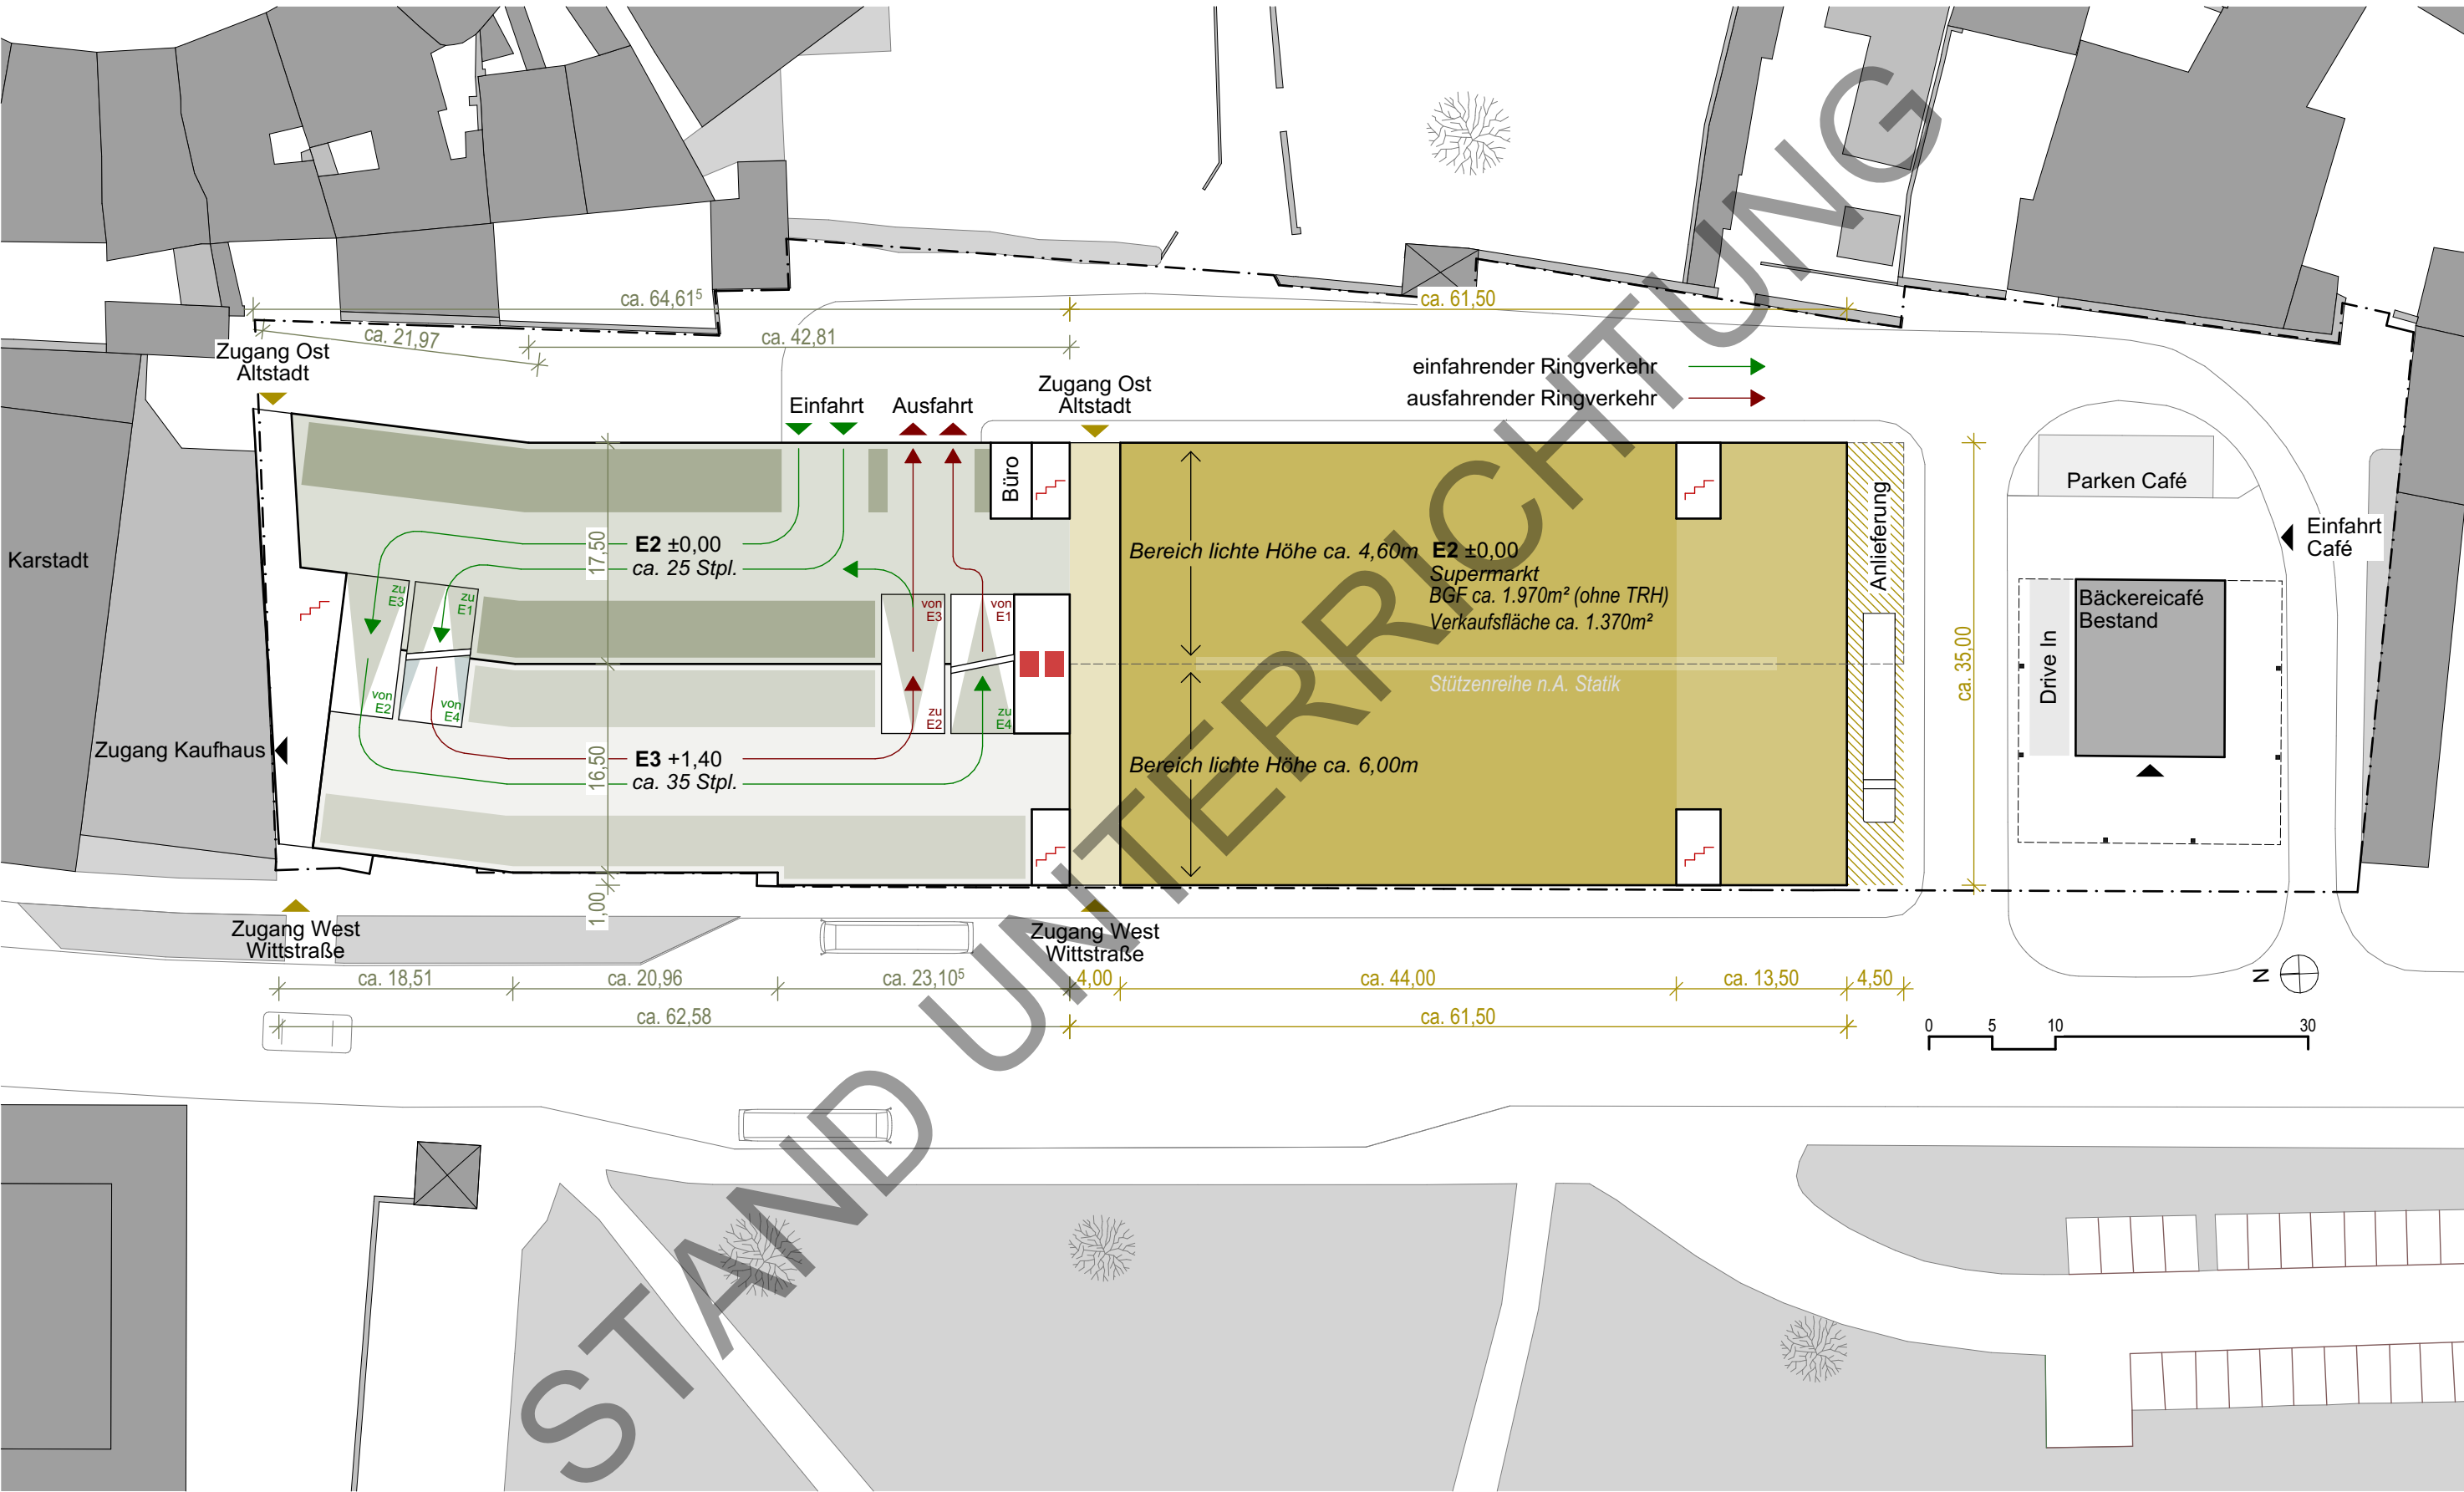 ca. 64,61⁵
ca. 61,50
ca. 21,97
ca. 42,81
Zugang Ost
Altstadt
einfahrender Ringverkehr
ausfahrender Ringverkehr
Zugang Ost
Altstadt
Einfahrt
Ausfahrt
Büro
Parken Café
Anlieferung
Einfahrt
Café
Karstadt
17,50
E2 ±0,00
ca. 25 Stpl.
Bereich lichte Höhe ca. 4,60m
E2 ±0,00
Supermarkt
BGF ca. 1.970m² (ohne TRH)
Verkaufsfläche ca. 1.370m²
zu
E3
zu
E1
von
E3
von
E1
Bäckereicafé
Bestand
Drive In
ca. 35,00
Stützenreihe n.A. Statik
von
E2
von
E4
zu
E2
zu
E4
Zugang Kaufhaus
16,50
E3 +1,40
ca. 35 Stpl.
Bereich lichte Höhe ca. 6,00m
1,00
Zugang West
Wittstraße
Zugang West
Wittstraße
ca. 18,51
ca. 20,96
ca. 23,10⁵
4,00
ca. 44,00
ca. 13,50
4,50
N
ca. 62,58
ca. 61,50
0
5
10
30
STAND UNTERRICHTUNG